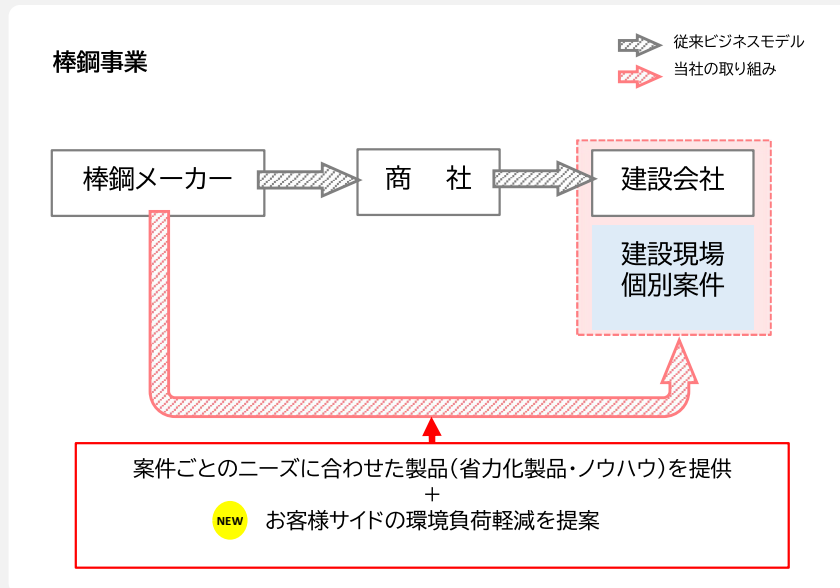 棒鋼事業
従来ビジネスモデル
当社の取り組み
棒鋼メーカー
商 社
建設会社
建設現場
個別案件
案件ごとのニーズに合わせた製品(省力化製品・ノウハウ)を提供
+
NEW お客様サイドの環境負荷軽減を提案